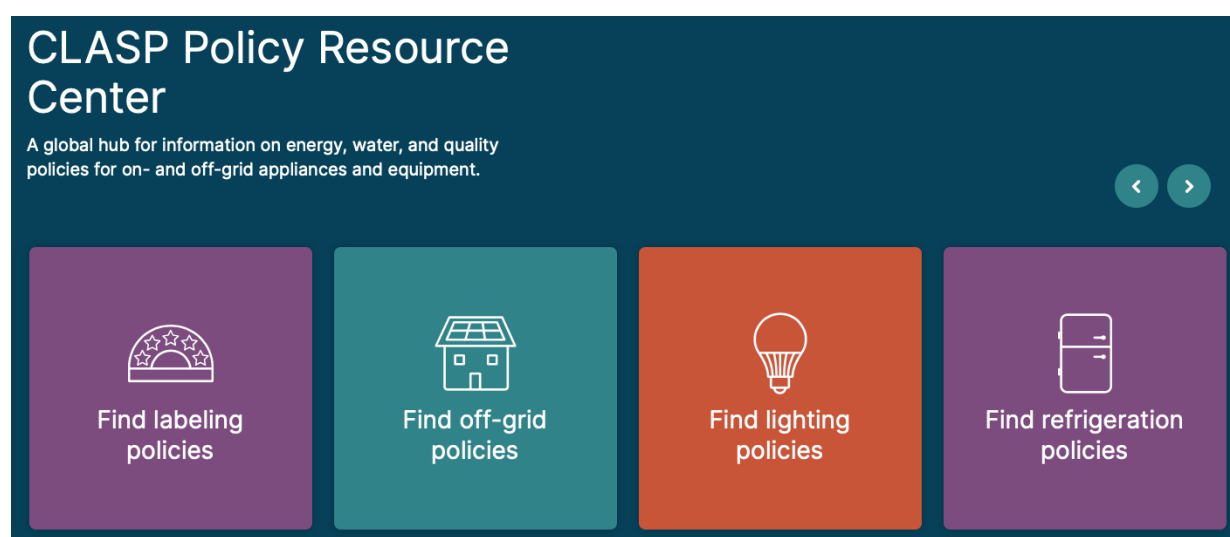 CLASP Policy Resource
Center
A global hub for information on energy, water, and quality
policies for on- and off-grid appliances and equipment.
Find labeling
policies
Find off-grid
policies
Find lighting
policies
Find refrigeration
policies